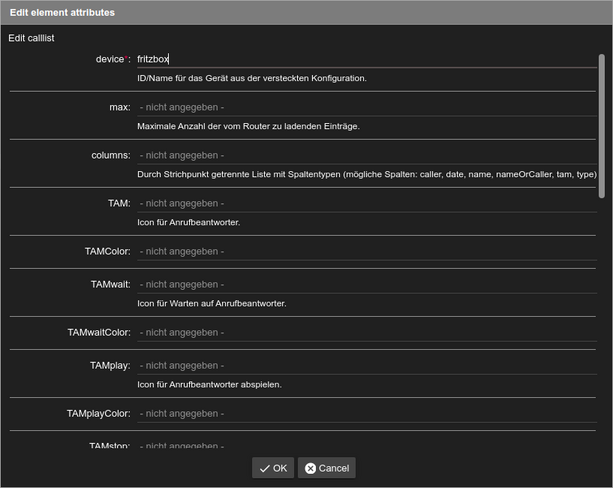 Edit element attributes
Edit calllist
device*: fritzbox
ID/Name für das Gerät aus der versteckten Konfiguration.
max: - nicht angegeben -
Maximale Anzahl der vom Router zu ladenden Einträge.
columns: - nicht angegeben -
Durch Strichpunkt getrennte Liste mit Spaltentypen (mögliche Spalten: caller, date, name, nameOrCaller, tam, type)
TAM: - nicht angegeben -
Icon für Anrufbeantworter.
TAMColor: - nicht angegeben -
TAMwait: - nicht angegeben -
Icon für Warten auf Anrufbeantworter.
TAMwaitColor: - nicht angegeben -
TAMplay: - nicht angegeben -
Icon für Anrufbeantworter abspielen.
TAMplayColor: - nicht angegeben -
TAMstop: - nicht angegeben -
OK Cancel